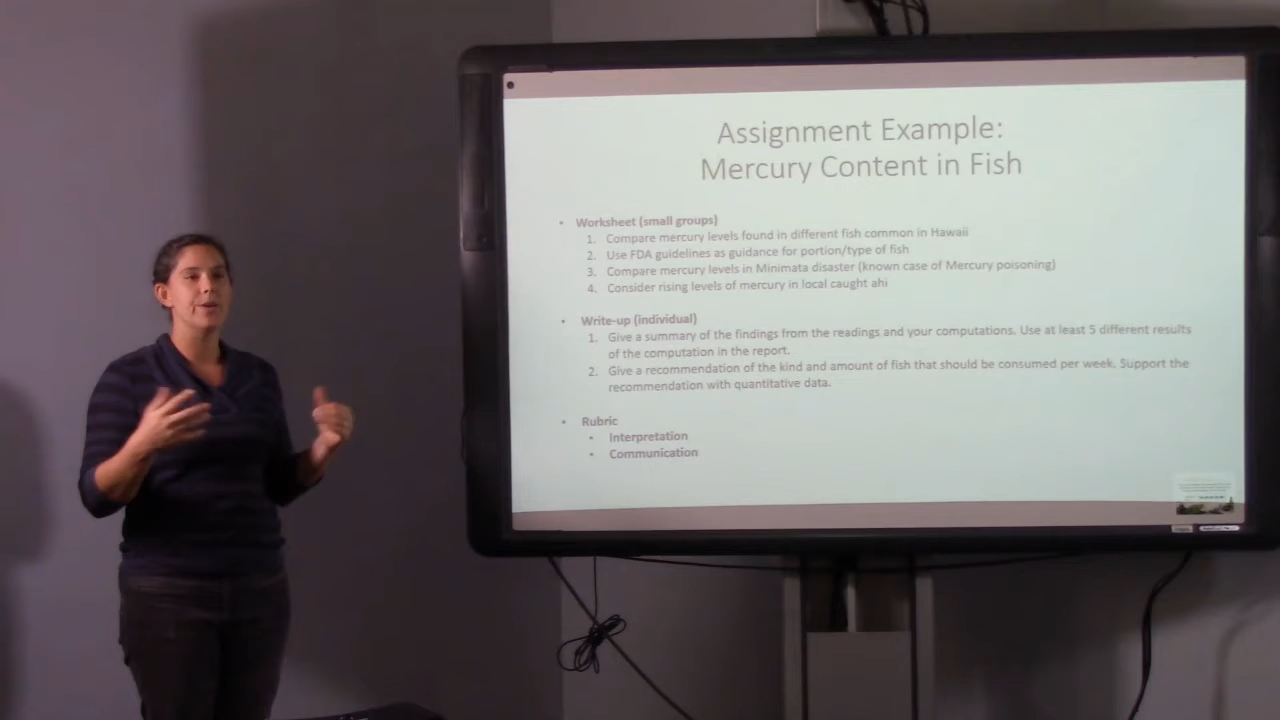 Assignment Example:
Mercury Content in Fish
• Worksheet (small groups)
1. Compare mercury levels found in different fish common in Hawaii
2. Use FDA guidelines as guidance for portion/type of fish
3. Compare mercury levels in Minimata disaster (known case of Mercury poisoning)
4. Consider rising levels of mercury in local caught ahi
• Write-up (individual)
1. Give a summary of the findings from the readings and your computations. Use at least 5 different results
of the computation in the report.
2. Give a recommendation of the kind and amount of fish that should be consumed per week. Support the
recommendation with quantitative data.
• Rubric
• Interpretation
• Communication